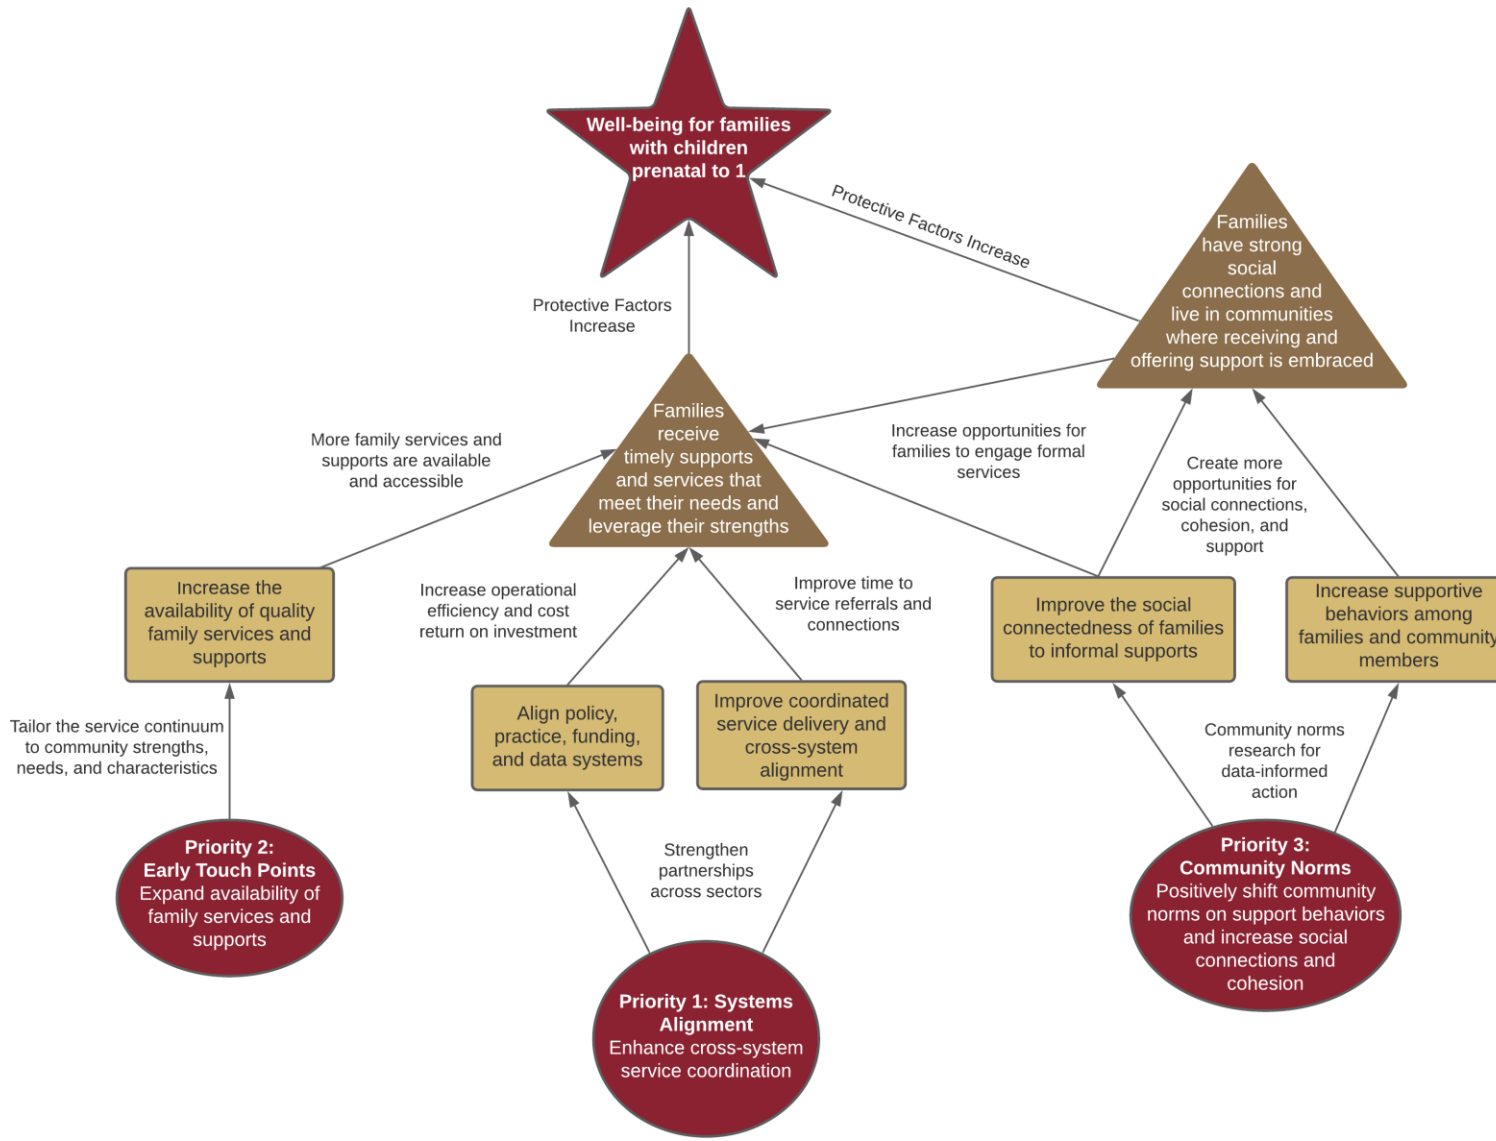 Well-being for families
with children
prenatal to 1
Protective Factors Increase
Families
have strong
social
connections and
live in communities
where receiving and
offering support is embraced
Protective Factors
Increase
Families
receive
timely supports
and services that
meet their needs and
leverage their strengths
More family services and
supports are available
and accessible
Increase opportunities for
families to engage formal
services
Create more
opportunities for
social connections,
cohesion, and
support
Increase the
availability of quality
family services and
supports
Increase operational
efficiency and cost
return on investment
Improve time to
service referrals and
connections
Improve the social
connectedness of families
to informal supports
Increase supportive
behaviors among
families and community
members
Align policy,
practice, funding,
and data systems
Improve coordinated
service delivery and
cross-system
alignment
Tailor the service continuum
to community strengths,
needs, and characteristics
Community norms
research for
data-informed
action
Strengthen
partnerships
across sectors
Priority 2:
Early Touch Points
Expand availability of
family services and
supports
Priority 1: Systems
Alignment
Enhance cross-system
service coordination
Priority 3:
Community Norms
Positively shift community
norms on support behaviors
and increase social
connections and
cohesion